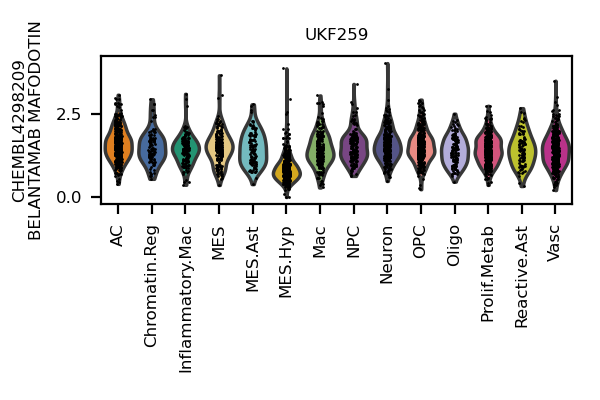 UKF259
CHEMBL4298209
BELANTAMAB MAFODOTIN
2.5
0.0
AC
Chromatin.Reg
Inflammatory.Mac
MES
MES.Ast
MES.Hyp
Mac
NPC
Neuron
OPC
Oligo
Prolif.Metab
Reactive.Ast
Vasc